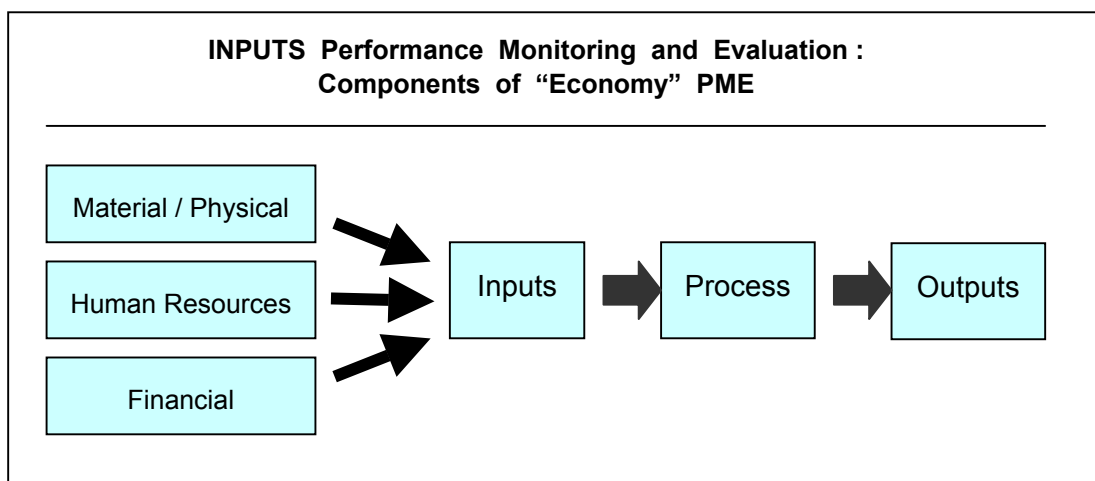 INPUTS Performance Monitoring and Evaluation :
Components of “Economy” PME
Material / Physical
Human Resources
Financial
Inputs
Process
Outputs